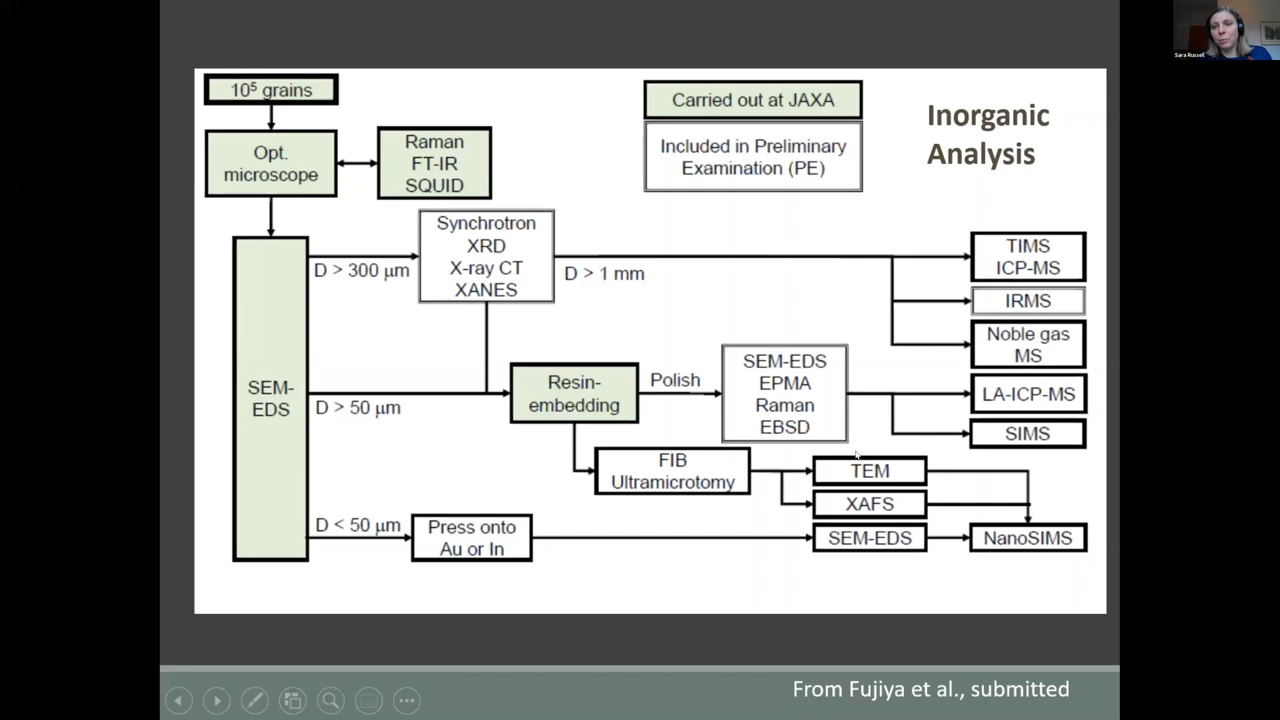 Sara Russell
10⁵ grains
Carried out at JAXA
Included in Preliminary
Examination (PE)
Inorganic
Analysis
Opt.
microscope
Raman
FT-IR
SQUID
SEM-
EDS
D > 300 μm
Synchrotron
XRD
X-ray CT
XANES
D > 1 mm
TIMS
ICP-MS
IRMS
Noble gas
MS
D > 50 μm
Resin-
embedding
Polish
SEM-EDS
EPMA
Raman
EBSD
LA-ICP-MS
SIMS
FIB
Ultramicrotomy
TEM
XAFS
D < 50 μm
Press onto
Au or In
SEM-EDS
NanoSIMS
From Fujiya et al., submitted